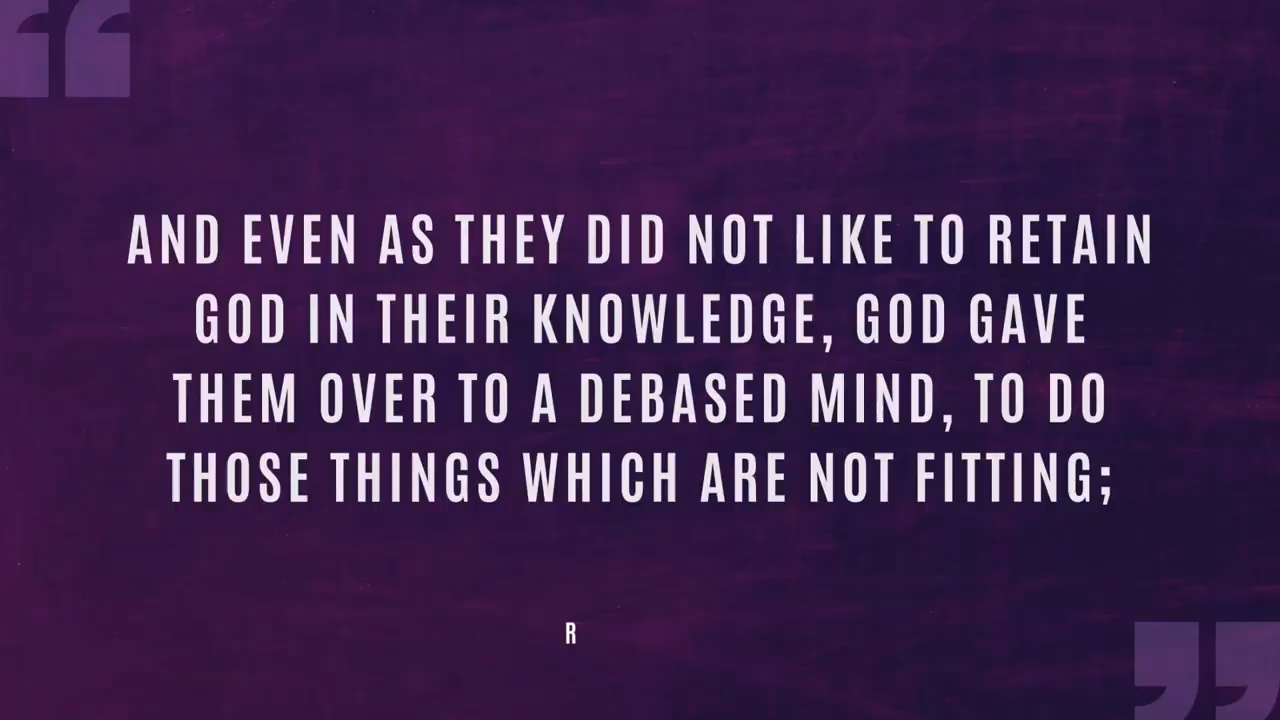 AND EVEN AS THEY DID NOT LIKE TO RETAIN
GOD IN THEIR KNOWLEDGE, GOD GAVE
THEM OVER TO A DEBASED MIND, TO DO
THOSE THINGS WHICH ARE NOT FITTING;
R